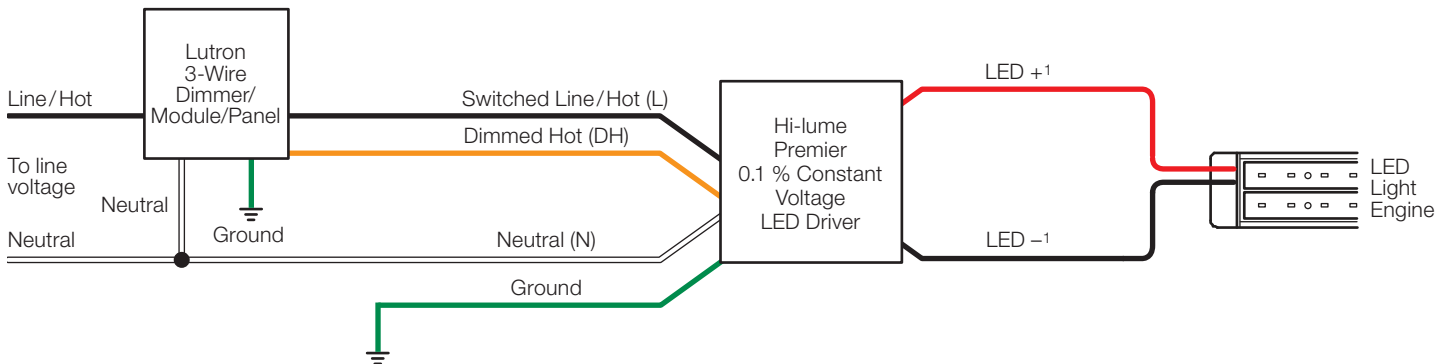 Lutron
3-Wire
Dimmer/
Module/Panel
Line/Hot
To line
voltage
Neutral
Neutral
Ground
Switched Line/Hot (L)
Dimmed Hot (DH)
Neutral (N)
Ground
Hi-lume
Premier
0.1 % Constant
Voltage
LED Driver
LED +1
LED –1
LED
Light
Engine